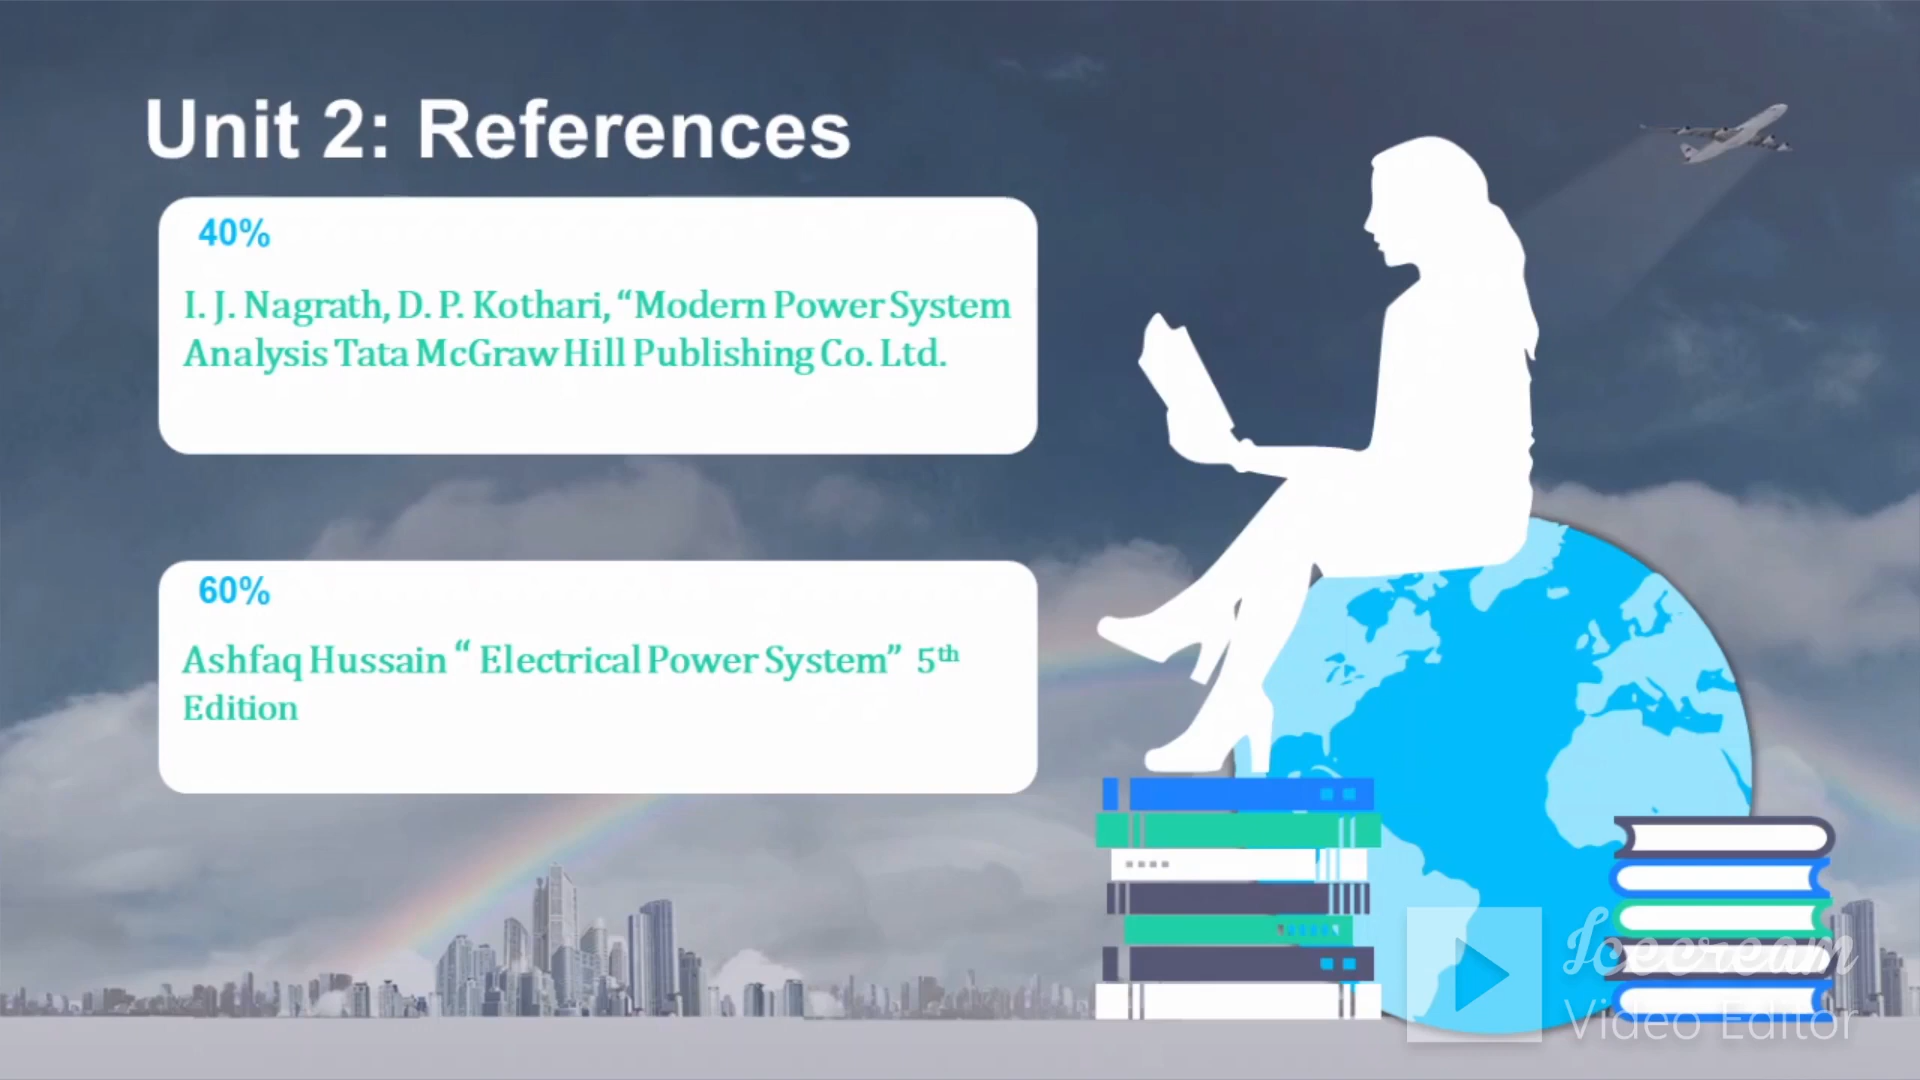 Unit 2: References
40%
I. J. Nagrath, D. P. Kothari, “Modern Power System
Analysis Tata McGraw Hill Publishing Co. Ltd.
60%
Ashfaq Hussain “ Electrical Power System” 5th
Edition
Icecream
Video Editor